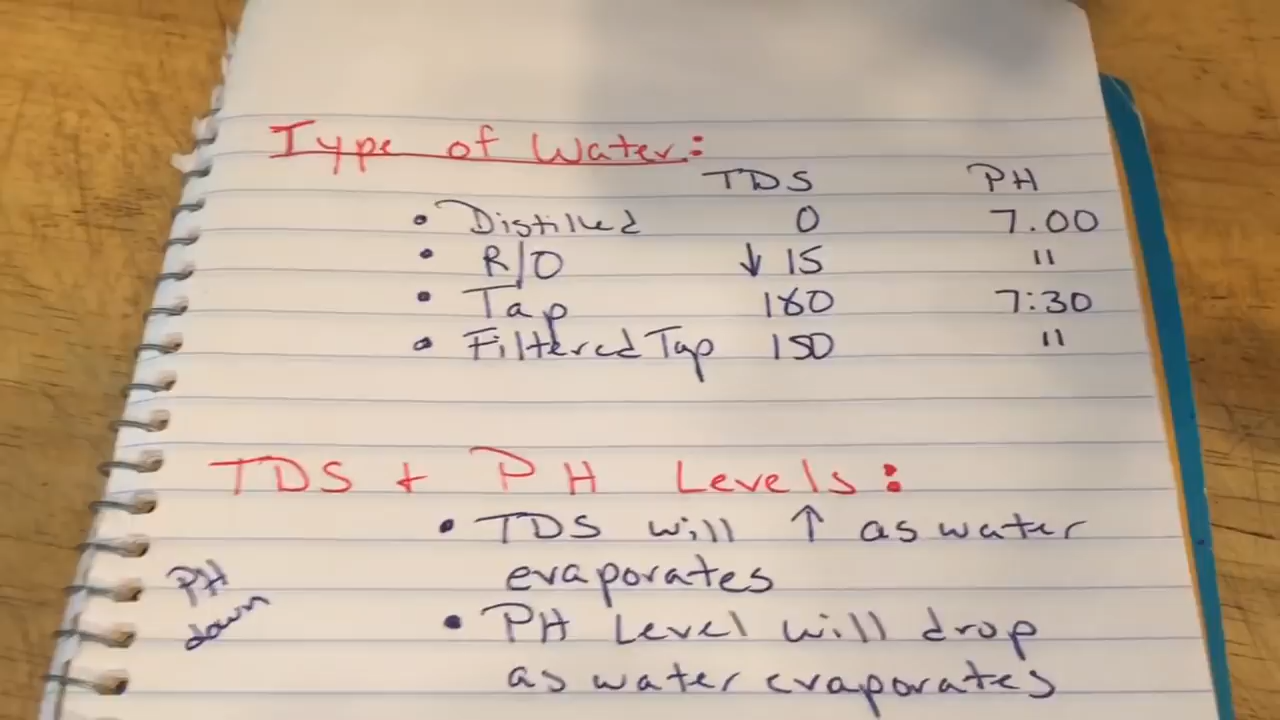 Type of Water:
TDS PH
• Distilled 0 7.00
• R/O ↓ 15 "
• Tap 160 7:30
• Filtered Tap 150 "
TDS + PH Levels:
• TDS will ↑ as water
evaporates
PH
down
• PH Level will drop
as water evaporates